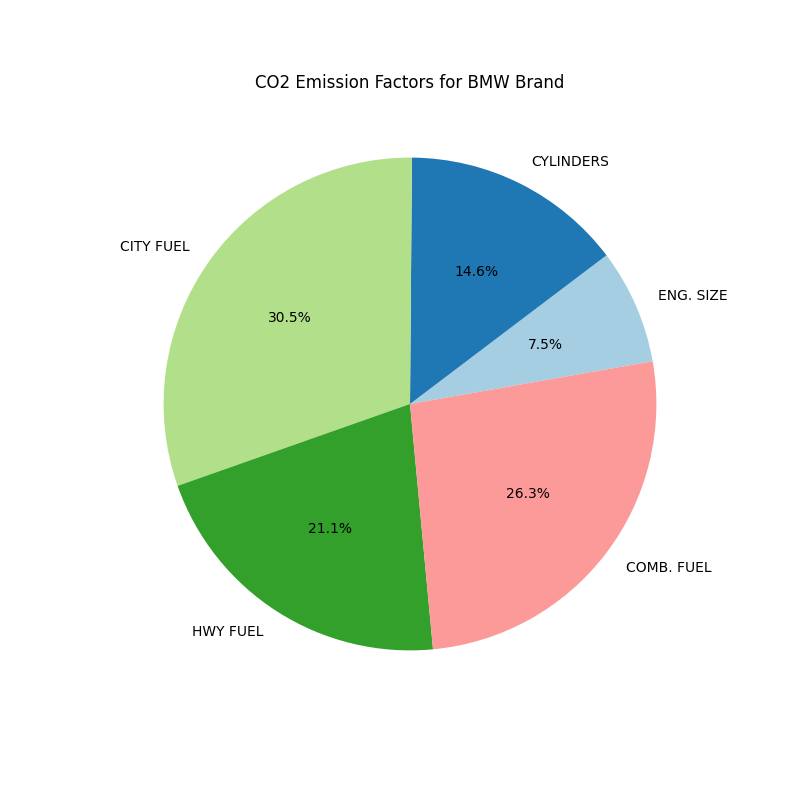 CO2 Emission Factors for BMW Brand
CYLINDERS
14.6%
ENG. SIZE
7.5%
CITY FUEL
30.5%
HWY FUEL
21.1%
COMB. FUEL
26.3%